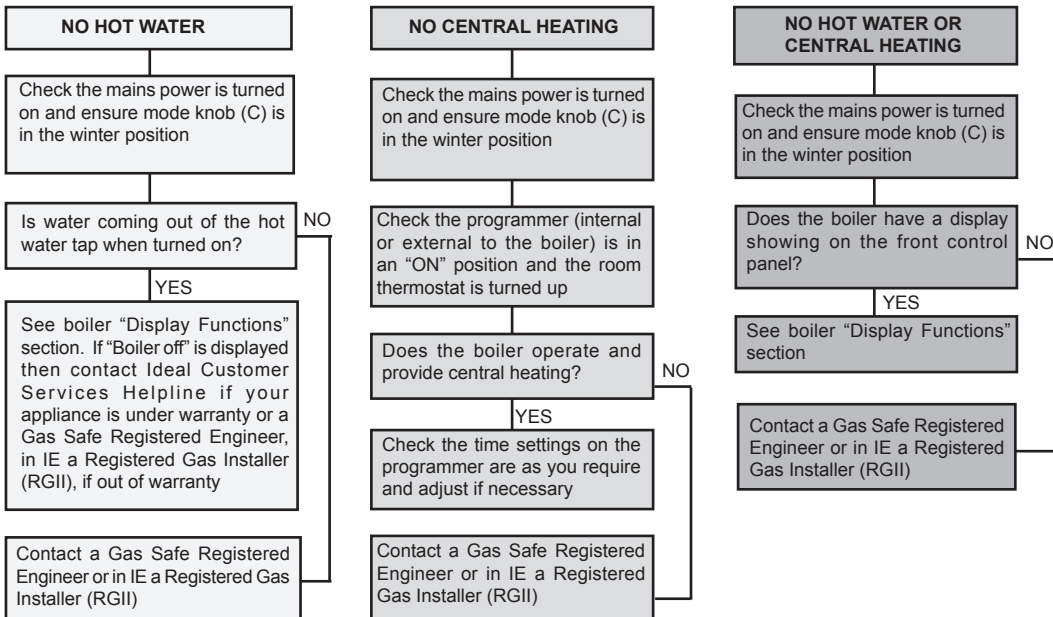 NO HOT WATER
Check the mains power is turned
on and ensure mode knob (C) is
in the winter position
Is water coming out of the hot
water tap when turned on?
NO
YES
See boiler “Display Functions”
section. If “Boiler off” is displayed
then contact Ideal Customer
Services Helpline if your
appliance is under warranty or a
Gas Safe Registered Engineer,
in IE a Registered Gas Installer
(RGII), if out of warranty
Contact a Gas Safe Registered
Engineer or in IE a Registered Gas
Installer (RGII)
NO CENTRAL HEATING
Check the mains power is turned
on and ensure mode knob (C) is
in the winter position
Check the programmer (internal
or external to the boiler) is in
an “ON” position and the room
thermostat is turned up
Does the boiler operate and
provide central heating?
NO
YES
Check the time settings on the
programmer are as you require
and adjust if necessary
Contact a Gas Safe Registered
Engineer or in IE a Registered
Gas Installer (RGII)
NO HOT WATER OR
CENTRAL HEATING
Check the mains power is turned
on and ensure mode knob (C) is
in the winter position
Does the boiler have a display
showing on the front control
panel?
NO
YES
See boiler “Display Functions”
section
Contact a Gas Safe Registered
Engineer or in IE a Registered
Gas Installer (RGII)